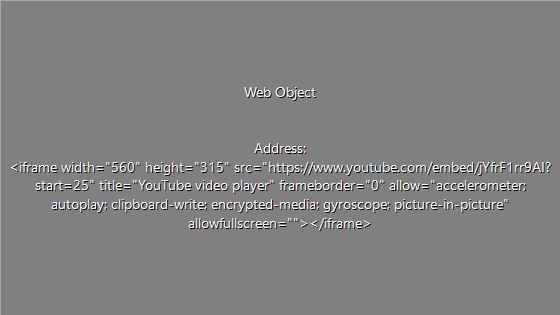 Web Object
Address:
<iframe width="560" height="315" src="https://www.youtube.com/embed/jYfrF1rr9AI?
start=25" title="YouTube video player" frameborder="0" allow="accelerometer;
autoplay; clipboard-write; encrypted-media; gyroscope; picture-in-picture"
allowfullscreen=""></iframe>